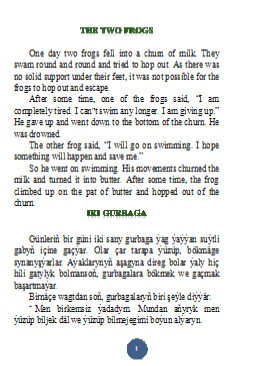 THE TWO FROGS
One day two frogs fell into a churn of milk. They
swam round and round and tried to hop out. As there was
no solid support under their feet, it was not possible for the
frogs to hop out and escape.
After some time, one of the frogs said, "I am
completely tired. I can't swim any longer. I am giving up."
He gave up and went down to the bottom of the churn. He
was drowned.
The other frog said, "I will go on swimming. I hope
something will happen and save me."
So he went on swimming. His movements churned the
milk and turned it into butter. After some time, the frog
climbed up on the pat of butter and hopped out of the
churn.
IKI GURBAGA
Günleriň bir güni iki sany gurbaga ýag ýaýýan süýtli
gabyň içine gaçýar. Olar çar tarapa ýüzüp, bökmäge
synanyşýarlar. Aýaklarynyň aşagyna direg bolar ýaly hiç
hili gatylyk bolmansoň, gurbagalara bökmek we gaçmak
başartmaýar.
Birnäçe wagtdan soň, gurbagalaryň biri şeýle diýýär:
- Men birkemsiz ýadadym. Mundan aňryk men
ýüzüp biljek däl we ýüzüp bilmejegimi boýun alýaryn.
1